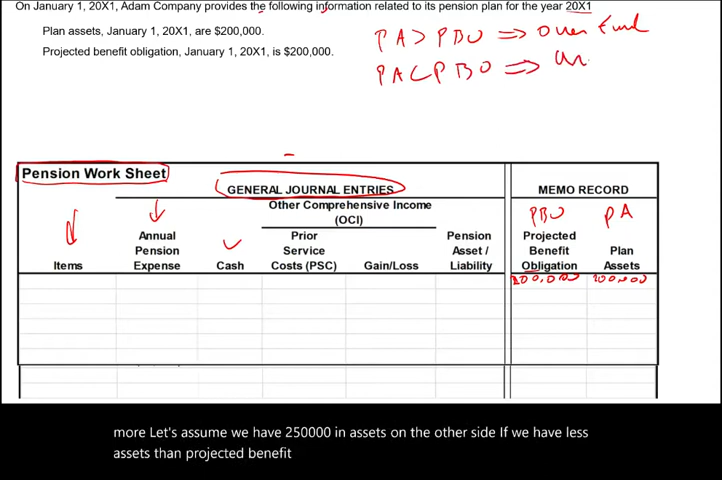 On January 1, 20X1, Adam Company provides the following information related to its pension plan for the year 20X1
Plan assets, January 1, 20X1, are $200,000.
Projected benefit obligation, January 1, 20X1, is $200,000.
PA > PBO ⇒ over Fund
PA < PBO ⇒ un
Pension Work Sheet
GENERAL JOURNAL ENTRIES
MEMO RECORD
Other Comprehensive Income
(OCI)
PBO PA
Annual Prior Pension Projected
Pension Service Asset / Benefit Plan
Items Expense Cash Costs (PSC) Gain/Loss Liability Obligation Assets
200,000 200,000
more Let's assume we have 250000 in assets on the other side If we have less
assets than projected benefit